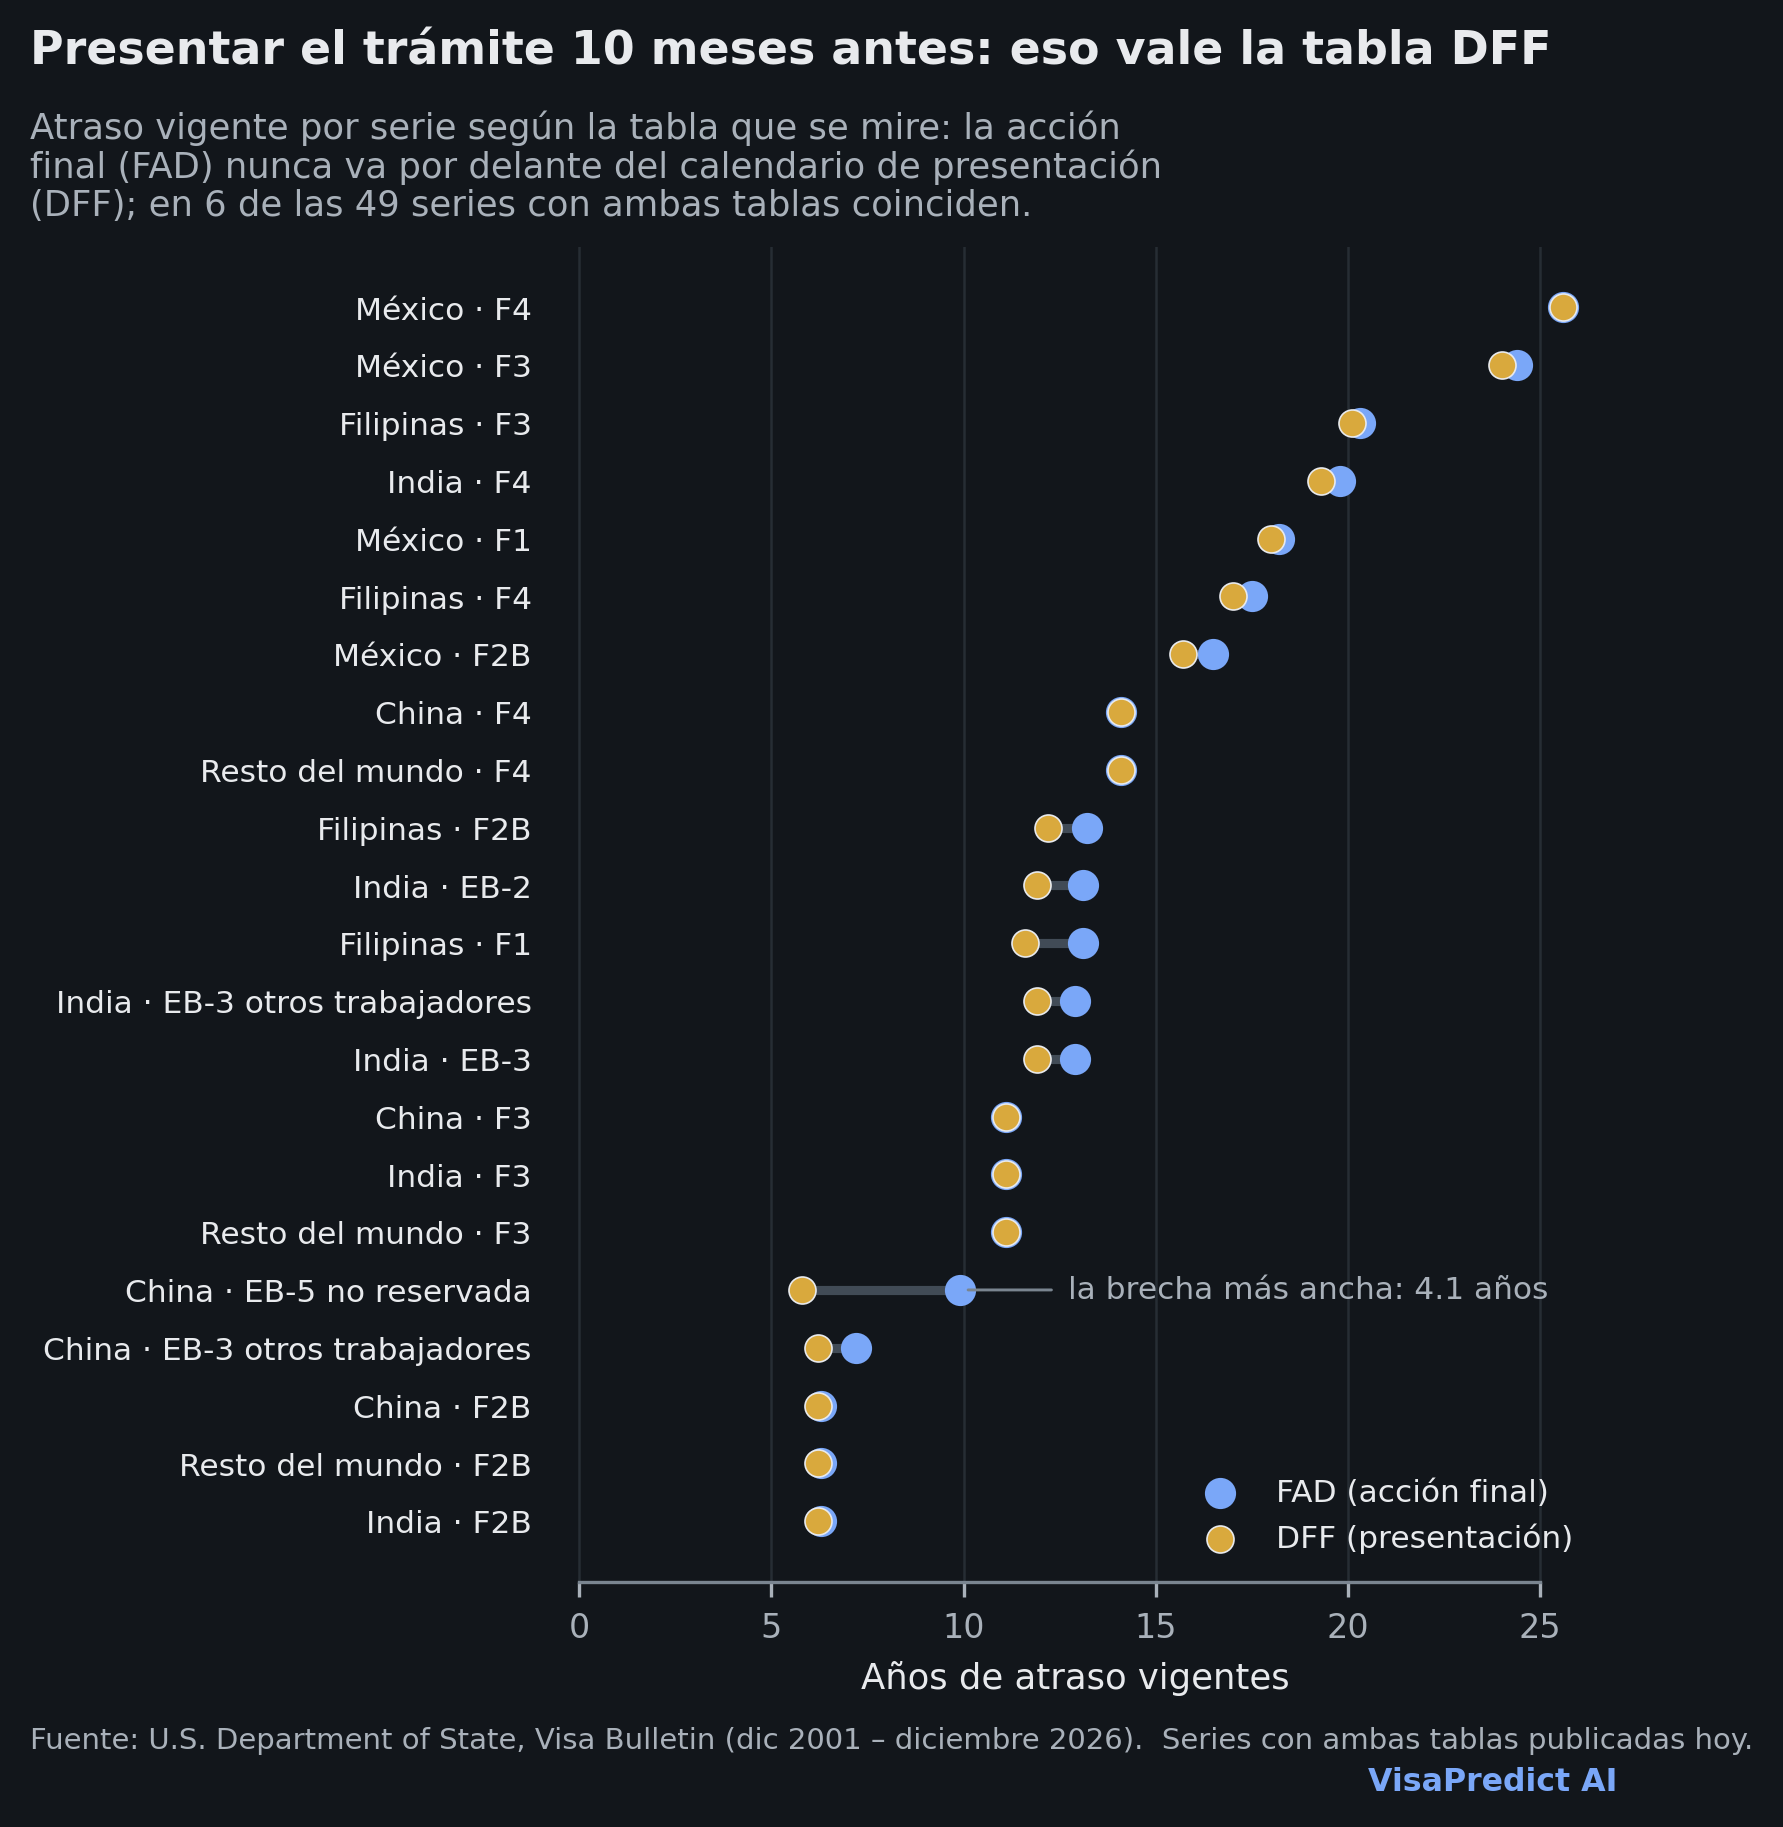 Presentar el trámite 10 meses antes: eso vale la tabla DFF
Atraso vigente por serie según la tabla que se mire: la acción
final (FAD) nunca va por delante del calendario de presentación
(DFF); en 6 de las 49 series con ambas tablas coinciden.
México · F4
México · F3
Filipinas · F3
India · F4
México · F1
Filipinas · F4
México · F2B
China · F4
Resto del mundo · F4
Filipinas · F2B
India · EB-2
Filipinas · F1
India · EB-3 otros trabajadores
India · EB-3
China · F3
India · F3
Resto del mundo · F3
China · EB-5 no reservada
la brecha más ancha: 4.1 años
China · EB-3 otros trabajadores
China · F2B
Resto del mundo · F2B
India · F2B
FAD (acción final)
DFF (presentación)
0 5 10 15 20 25
Años de atraso vigentes
Fuente: U.S. Department of State, Visa Bulletin (dic 2001 – diciembre 2026). Series con ambas tablas publicadas hoy.
VisaPredict AI